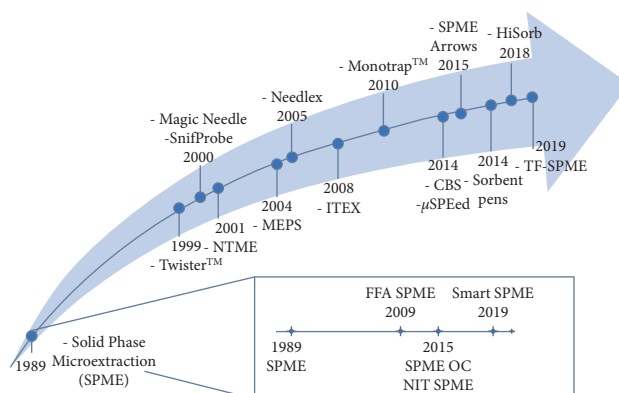 - Magic Needle
-SnifProbe
2000
- Needlex
2005
- Monotrap™
2010
- SPME
Arrows
2015
- HiSorb
2018
1999
- Twister™
2001
- NTME
2004
- MEPS
2008
- ITEX
2014
- CBS
-μSPEed
2014
- Sorbent
pens
2019
- TF-SPME
1989
- Solid Phase
Microextraction
(SPME)
FFA SPME
2009
Smart SPME
2019
1989
SPME
2015
SPME OC
NIT SPME